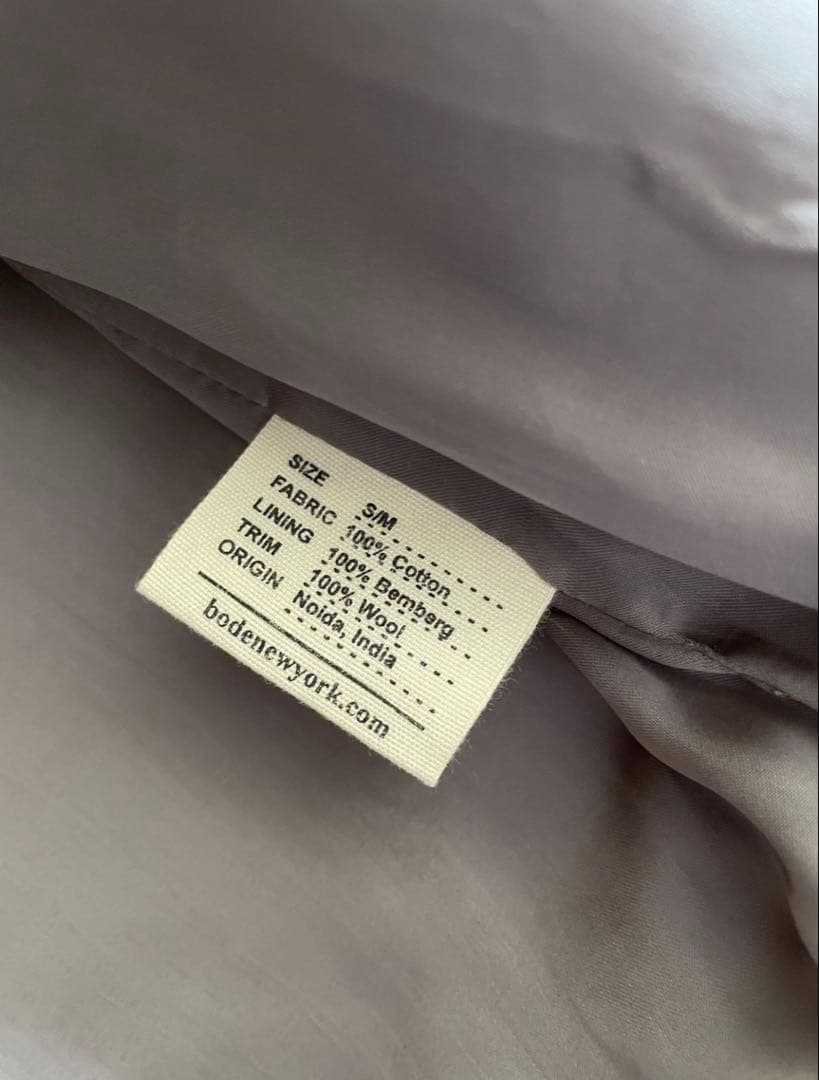 SIZE S/M
FABRIC 100% Cotton
LINING 100% Bemberg
TRIM 100% Wool
ORIGIN Noida, India
bodenewyork.com